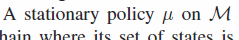 A stationary policy μ on ℳ
hain where its set of states is